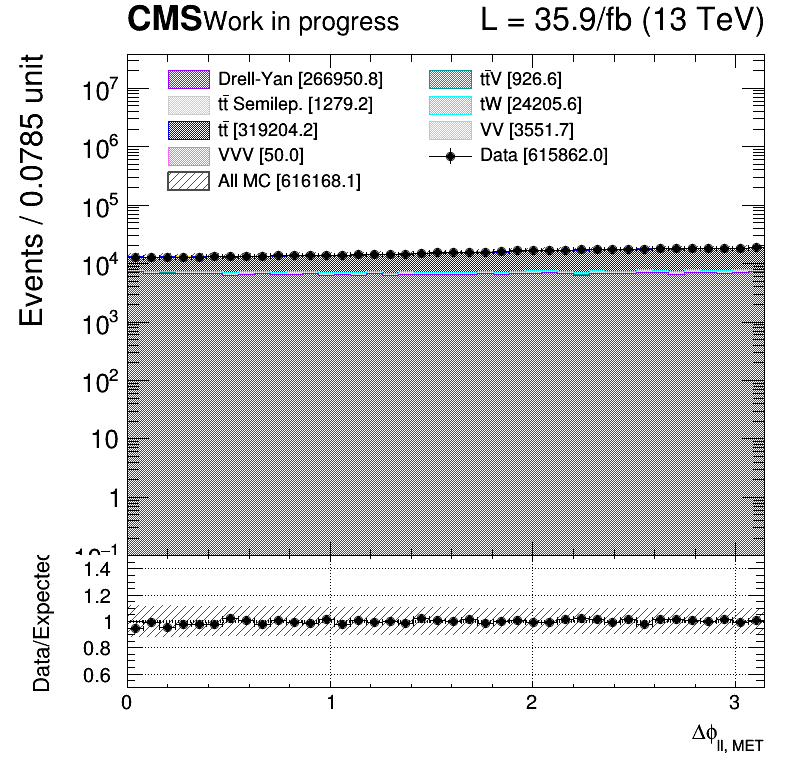 CMS Work in progress L = 35.9/fb (13 TeV)
Events / 0.0785 unit
Drell-Yan [266950.8]
tt̄ Semilep. [1279.2]
tt̄ [319204.2]
VVV [50.0]
All MC [616168.1]
tt̄V [926.6]
tW [24205.6]
VV [3551.7]
Data [615862.0]
10⁷
10⁶
10⁵
10⁴
10³
10²
10
1
10⁻¹
Data/Expected
1.4
1.2
1
0.8
0.6
0 1 2 3
Δϕ_ll, MET